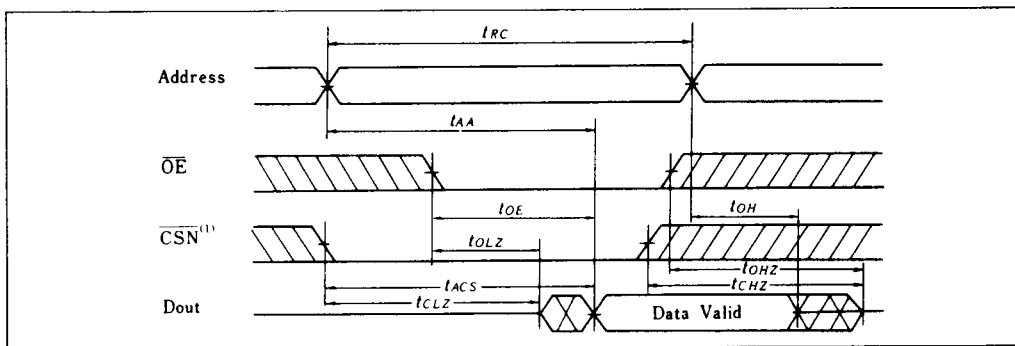 tRC
Address
tAA
OE
tOE
tOH
CSN(1)
tOLZ
tOHZ
tACS
tCHZ
tCLZ
Dout
Data Valid